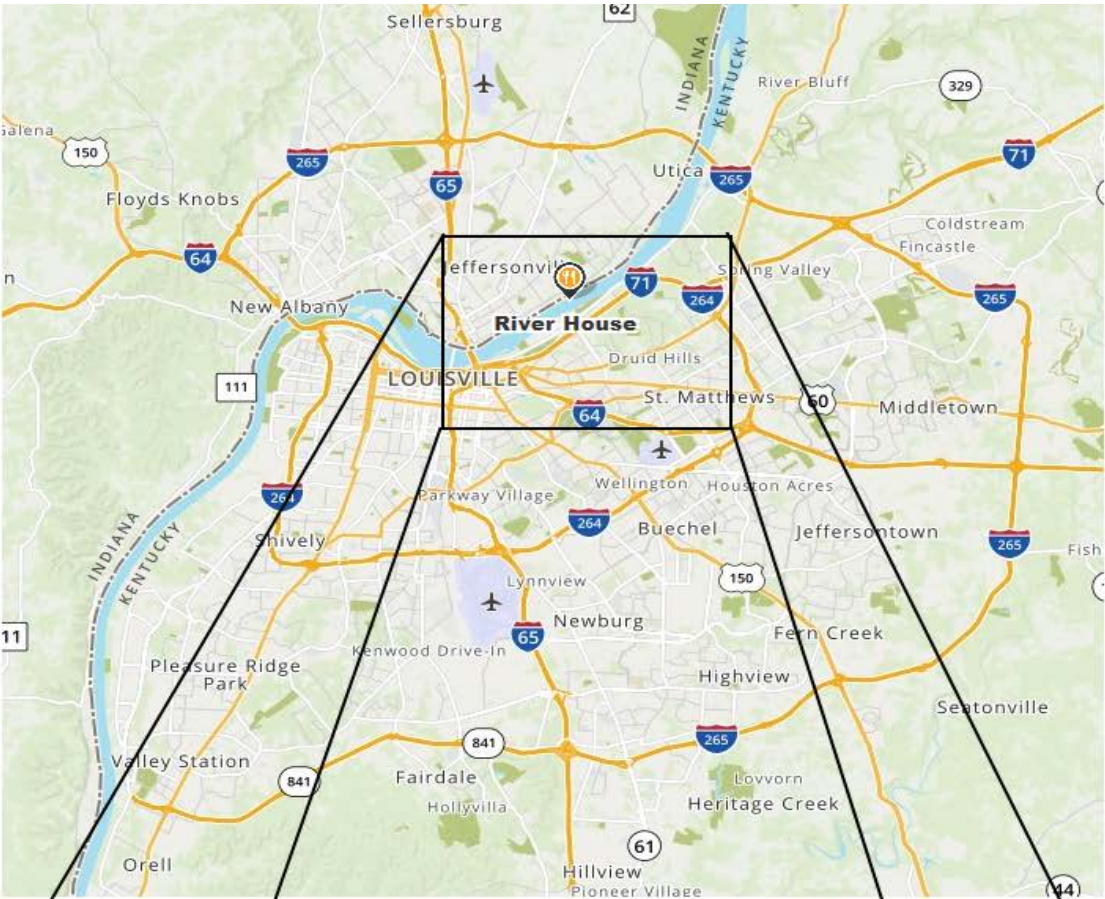 Sellersburg
62
INDIANA
KENTUCKY
River Bluff
329
150
265
71
65
Utica
265
Floyds Knobs
Coldstream
Fincastle
64
Spring Valley
71
264
265
New Albany
River House
Druid Hills
LOUISVILLE
111
St. Matthews
60
Middletown
64
Parkway Village
Wellington
Houston Acres
264
264
Buechel
Jeffersontown
Shively
265
Fish
INDIANA
KENTUCKY
Lynnview
150
Newburg
65
11
Fern Creek
Kenwood Drive-In
Pleasure Ridge
Park
Highview
Seatonville
841
265
Valley Station
841
Fairdale
Lovvorn
Hollyvilla
Heritage Creek
61
Orell
Hillview
Pioneer Village
44